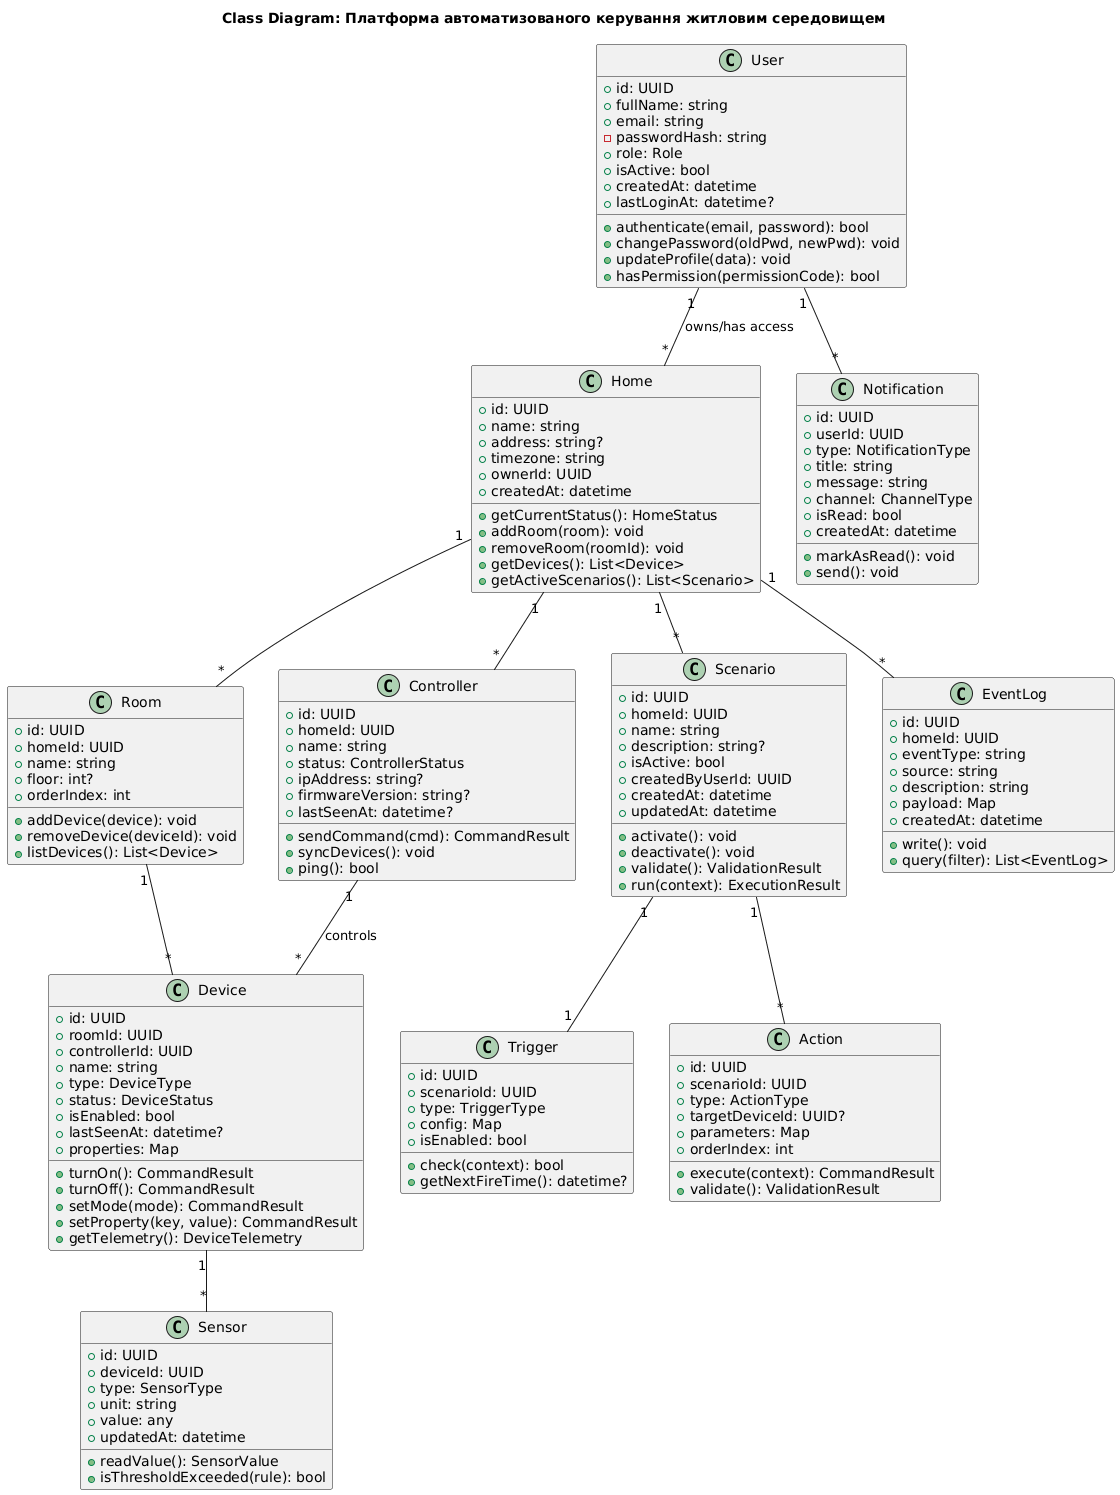 Class Diagram: Платформа автоматизованого керування житловим середовищем
C User
id: UUID
fullName: string
email: string
passwordHash: string
role: Role
isActive: bool
createdAt: datetime
lastLoginAt: datetime?
authenticate(email, password): bool
changePassword(oldPwd, newPwd): void
updateProfile(data): void
hasPermission(permissionCode): bool
1
1
owns/has access
*
*
C Home
id: UUID
name: string
address: string?
timezone: string
ownerId: UUID
createdAt: datetime
getCurrentStatus(): HomeStatus
addRoom(room): void
removeRoom(roomId): void
getDevices(): List<Device>
getActiveScenarios(): List<Scenario>
C Notification
id: UUID
userId: UUID
type: NotificationType
title: string
message: string
channel: ChannelType
isRead: bool
createdAt: datetime
markAsRead(): void
send(): void
1
1
1
1
*
*
*
*
C Room
id: UUID
homeId: UUID
name: string
floor: int?
orderIndex: int
addDevice(device): void
removeDevice(deviceId): void
listDevices(): List<Device>
C Controller
id: UUID
homeId: UUID
name: string
status: ControllerStatus
ipAddress: string?
firmwareVersion: string?
lastSeenAt: datetime?
sendCommand(cmd): CommandResult
syncDevices(): void
ping(): bool
C Scenario
id: UUID
homeId: UUID
name: string
description: string?
isActive: bool
createdByUserId: UUID
createdAt: datetime
updatedAt: datetime
activate(): void
deactivate(): void
validate(): ValidationResult
run(context): ExecutionResult
C EventLog
id: UUID
homeId: UUID
eventType: string
source: string
description: string
payload: Map
createdAt: datetime
write(): void
query(filter): List<EventLog>
1
1
1
1
controls
*
*
1
*
C Device
id: UUID
roomId: UUID
controllerId: UUID
name: string
type: DeviceType
status: DeviceStatus
isEnabled: bool
lastSeenAt: datetime?
properties: Map
turnOn(): CommandResult
turnOff(): CommandResult
setMode(mode): CommandResult
setProperty(key, value): CommandResult
getTelemetry(): DeviceTelemetry
C Trigger
id: UUID
scenarioId: UUID
type: TriggerType
config: Map
isEnabled: bool
check(context): bool
getNextFireTime(): datetime?
C Action
id: UUID
scenarioId: UUID
type: ActionType
targetDeviceId: UUID?
parameters: Map
orderIndex: int
execute(context): CommandResult
validate(): ValidationResult
1
*
C Sensor
id: UUID
deviceId: UUID
type: SensorType
unit: string
value: any
updatedAt: datetime
readValue(): SensorValue
isThresholdExceeded(rule): bool